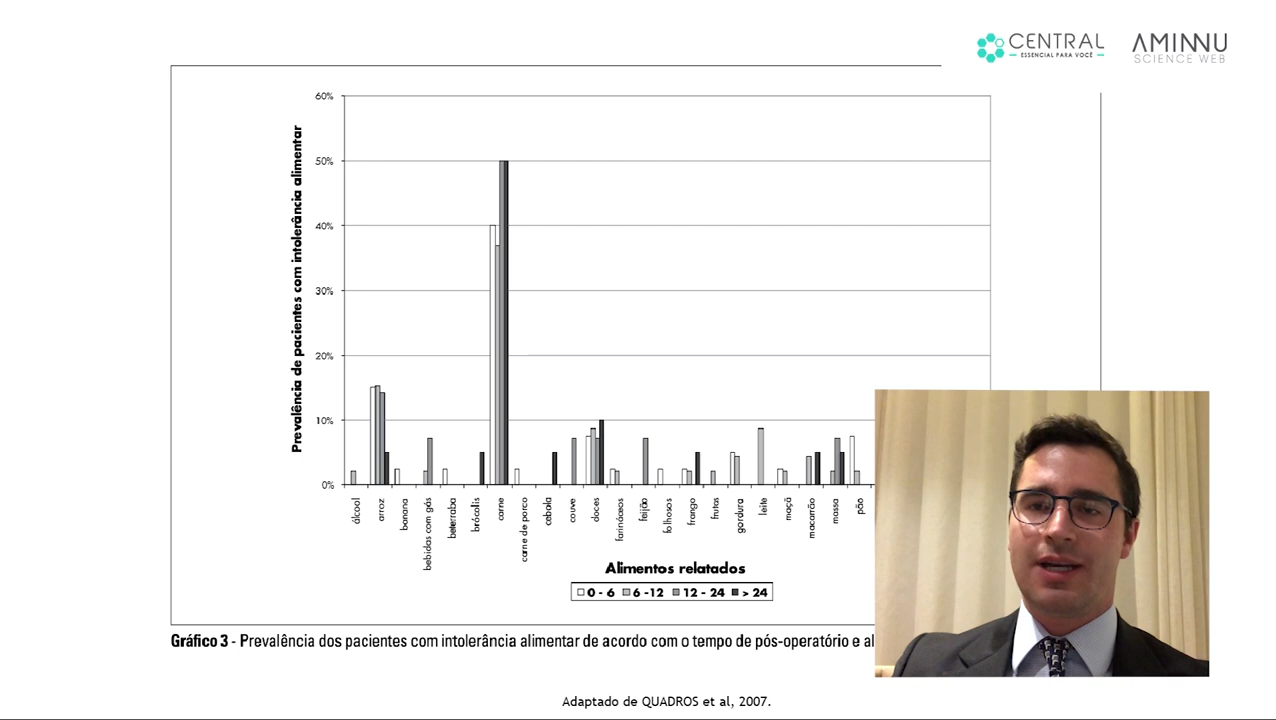 CENTRAL
ESSENCIAL PARA VOCÊ
AMINNU
SCIENCE WEB
Prevalência de pacientes com intolerância alimentar
60%
50%
40%
30%
20%
10%
0%
álcool
arroz
banana
bebidas com gás
beterraba
brócolis
carne
carne de porco
cebola
couve
doces
farináceos
feijão
folhosos
frango
frutas
gordura
leite
maçã
macarrão
massa
pão
Alimentos relatados
0 - 6 6 -12 12 - 24 > 24
Gráfico 3 - Prevalência dos pacientes com intolerância alimentar de acordo com o tempo de pós-operatório e al
Adaptado de QUADROS et al, 2007.